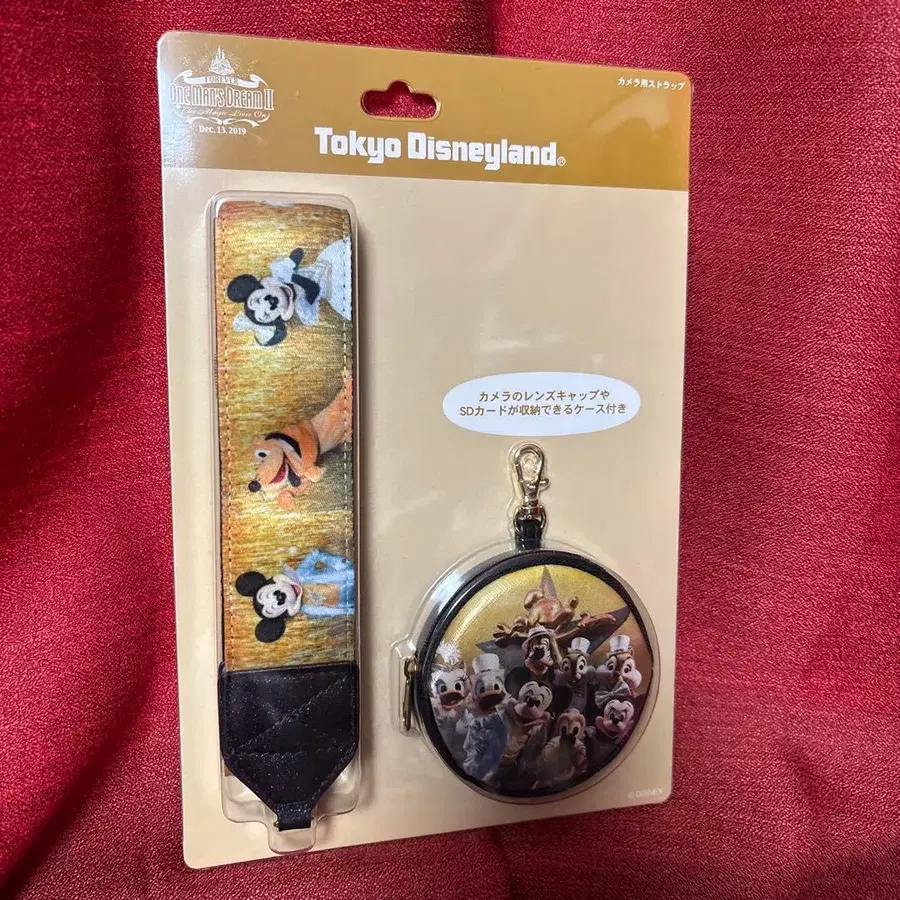 FOREVER
ONE MAN'S DREAM II
The Magic Lives On
Dec. 13. 2019
カメラ用ストラップ
Tokyo Disneyland®
カメラのレンズキャップや
SDカードが収納できるケース付き
© DISNEY